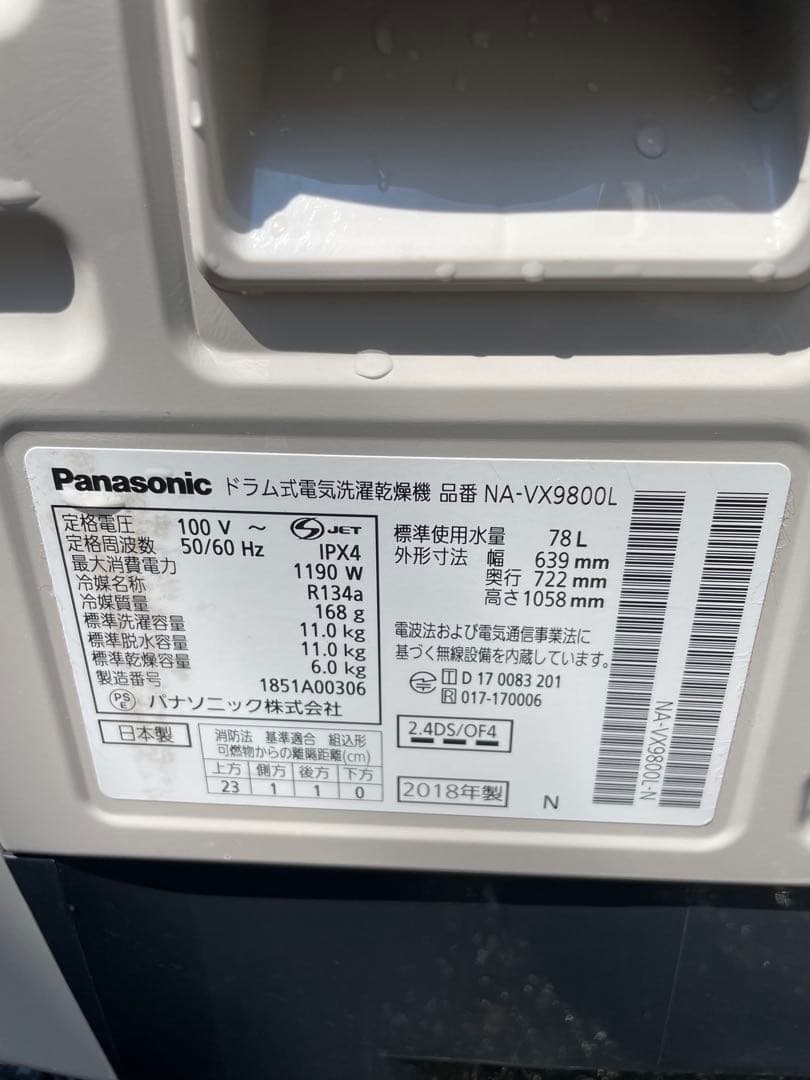 Panasonic ドラム式電気洗濯乾燥機 品番 NA-VX9800L
定格電圧 100 V ~ S JET
定格周波数 50/60 Hz IPX4
最大消費電力 1190 W
冷媒名称 R134a
冷媒質量 168 g
標準洗濯容量 11.0 kg
標準脱水容量 11.0 kg
標準乾燥容量 6.0 kg
製造番号 1851A00306
PS E パナソニック株式会社
標準使用水量 78 L
外形寸法 幅 639 mm
奥行 722 mm
高さ 1058 mm
電波法および電気通信事業法に
基づく無線設備を内蔵しています。
T D 17 0083 201
R 017-170006
日本製
消防法 基準適合 組込形
可燃物からの離隔距離(cm)
上方 側方 後方 下方
23 1 1 0
2.4DS/OF4
2018年製 N
NA-VX9800L-N